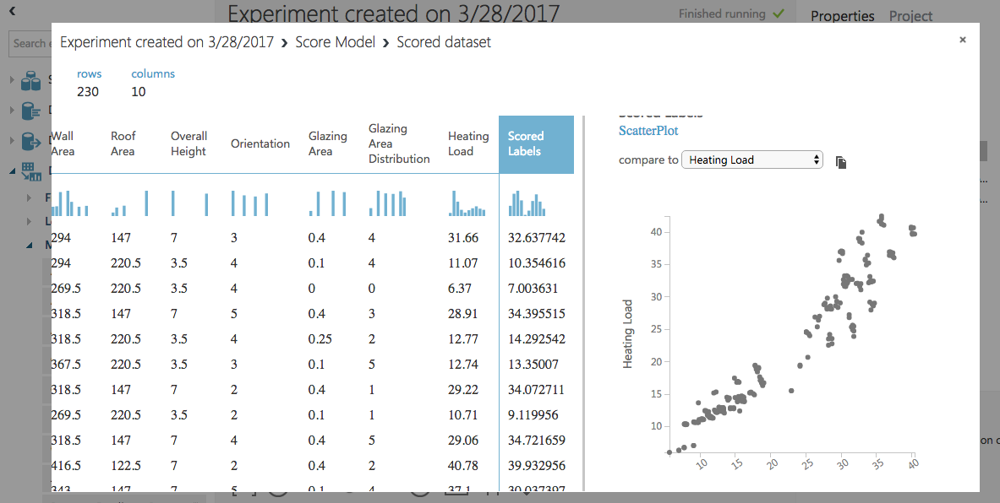 Experiment created on 3/28/2017
Finished running
Properties Project
Search
Experiment created on 3/28/2017 › Score Model › Scored dataset
×
rows columns
230 10
Wall Area Roof Area Overall Height Orientation Glazing Area Glazing Area Distribution Heating Load Scored Labels
294 147 7 3 0.4 4 31.66 32.637742
294 220.5 3.5 4 0.1 4 11.07 10.354616
269.5 220.5 3.5 4 0 0 6.37 7.003631
318.5 147 7 5 0.4 3 28.91 34.395515
318.5 220.5 3.5 4 0.25 2 12.77 14.292542
367.5 220.5 3.5 3 0.1 5 12.74 13.35007
318.5 147 7 2 0.4 1 29.22 34.072711
269.5 220.5 3.5 2 0.1 1 10.71 9.119956
318.5 147 7 4 0.4 5 29.06 34.721659
416.5 122.5 7 2 0.4 2 40.78 39.932956
343 147 7 5 0.1 4 37.1 30.037397
Scored Labels
ScatterPlot
compare to Heating Load
Heating Load
40
35
30
25
20
15
10
10 15 20 25 30 35 40